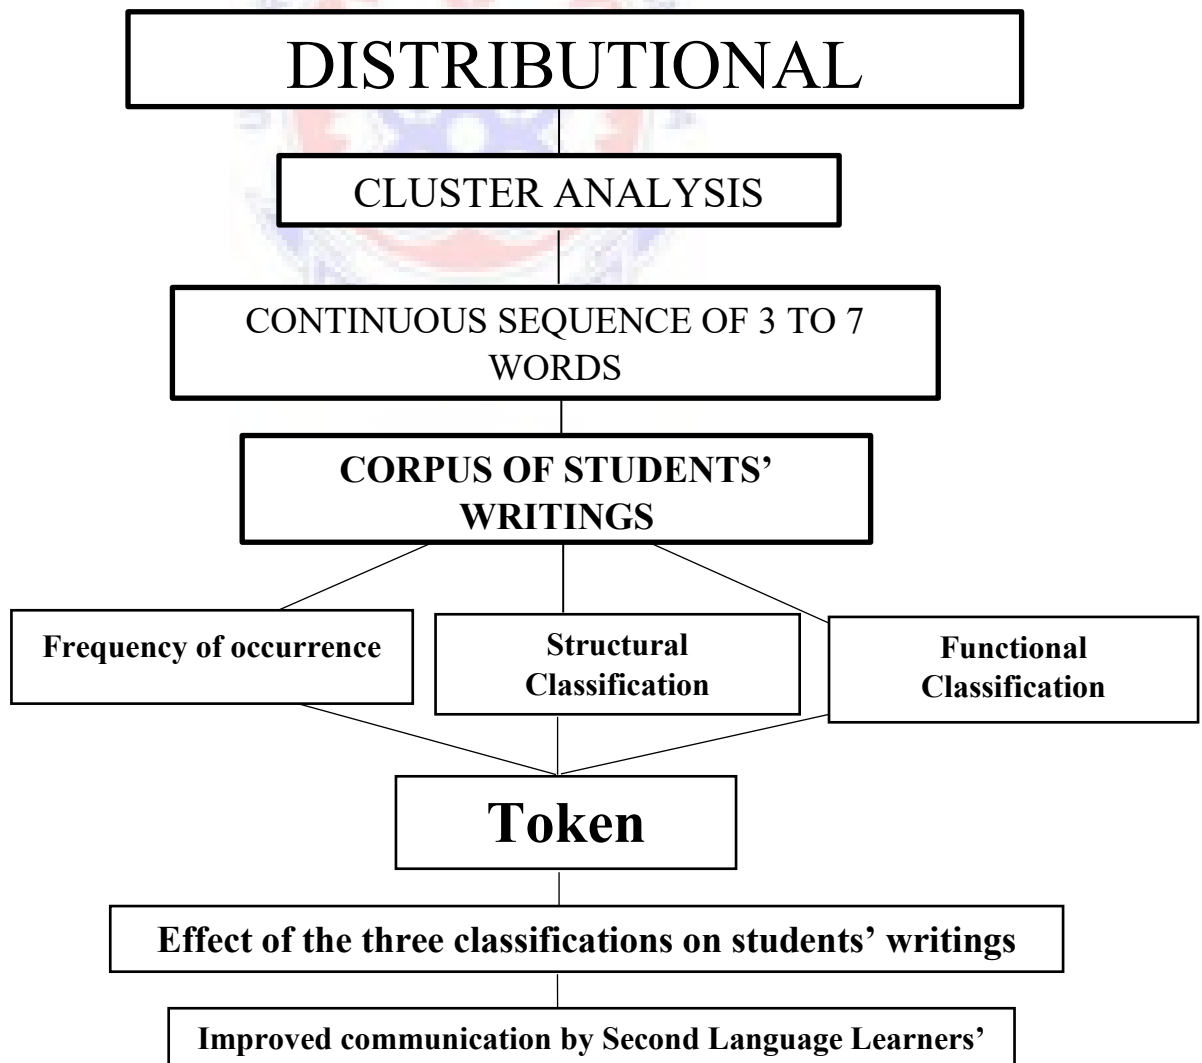 DISTRIBUTIONAL
CLUSTER ANALYSIS
CONTINUOUS SEQUENCE OF 3 TO 7
WORDS
CORPUS OF STUDENTS’
WRITINGS
Frequency of occurrence
Structural
Classification
Functional
Classification
Token
Effect of the three classifications on students’ writings
Improved communication by Second Language Learners’